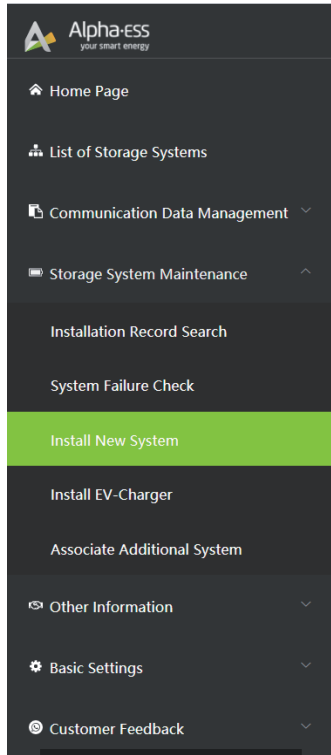 Alpha·ESS
your smart energy
Home Page
List of Storage Systems
Communication Data Management
Storage System Maintenance
Installation Record Search
System Failure Check
Install New System
Install EV-Charger
Associate Additional System
Other Information
Basic Settings
Customer Feedback